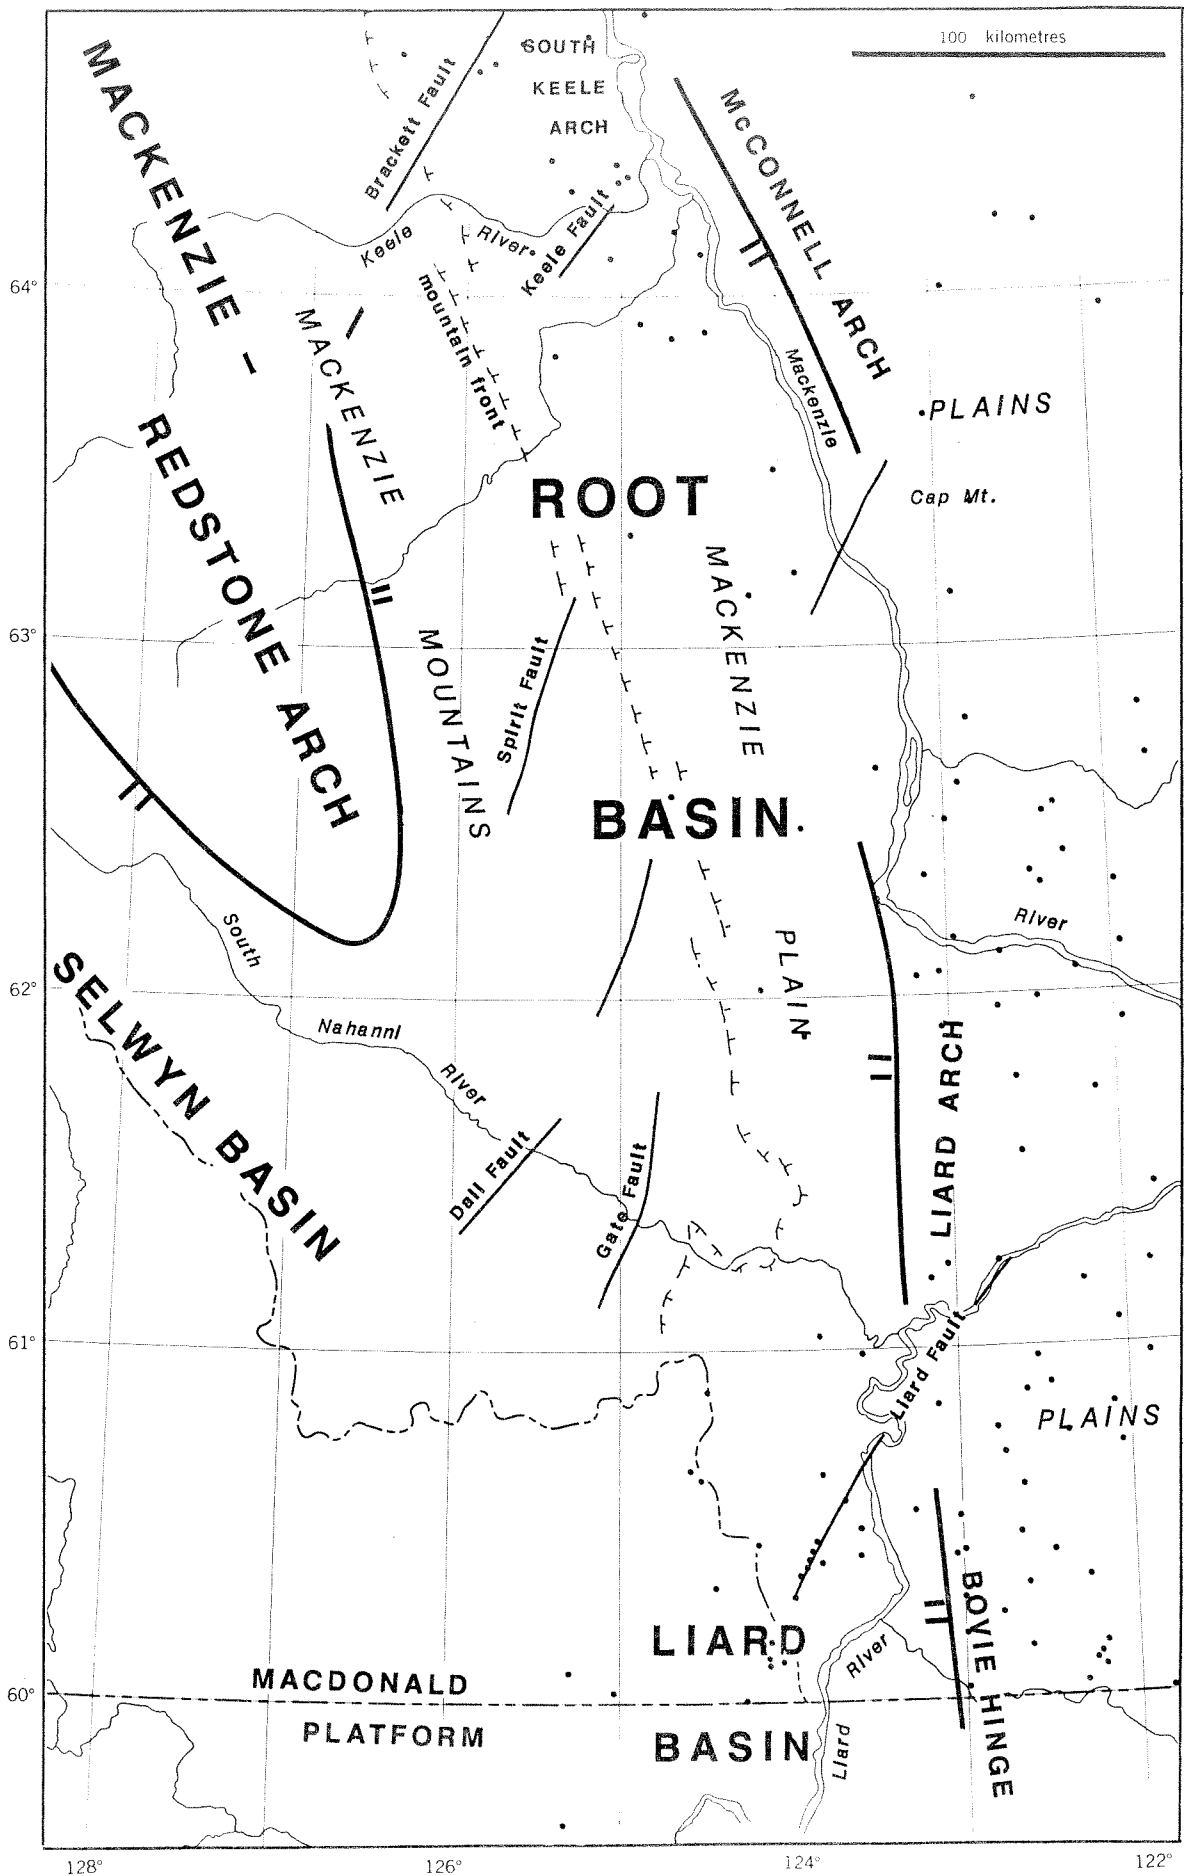 100 kilometres
SOUTH
KEELE
ARCH
MACKENZIE –
REDSTONE ARCH
Brackett Fault
McCONNELL ARCH
Keele
River
Keele Fault
64°
mountain front
MACKENZIE
MOUNTAINS
Mackenzie
PLAINS
Cap Mt.
ROOT
BASIN
MACKENZIE
PLAIN
63°
Spirit Fault
River
South
Nahanni
River
62°
SELWYN BASIN
LIARD ARCH
Dall Fault
Gate Fault
61°
Liard Fault
PLAINS
LIARD
BASIN
BOVIE HINGE
River
Liard
MACDONALD
PLATFORM
60°
128°
126°
124°
122°